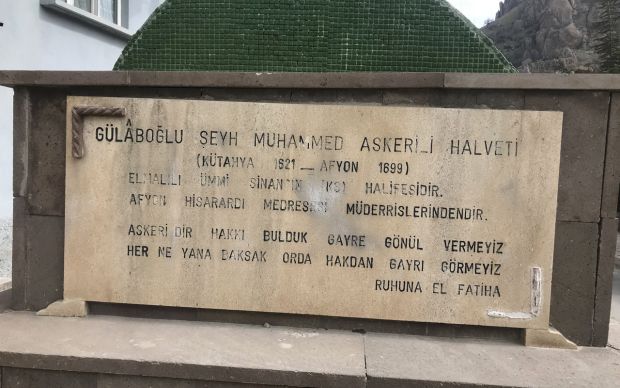 GÜLÂBOĞLU ŞEYH MUHAMMED ASKERİLİ HALVETİ
(KÜTAHYA 1621 — AFYON 1699)
ELMALILI ÜMMİ SİNAN'IN (KS) HALİFESİDİR.
AFYON HİSARARDI MEDRESESİ MÜDERRİSLERİNDENDİR.
ASKERİ DİR HAKKI BULDUK GAYRE GÖNÜL VERMEYİZ
HER NE YANA BAKSAK ORDA HAKDAN GAYRI GÖRMEYİZ
RUHUNA EL FATİHA